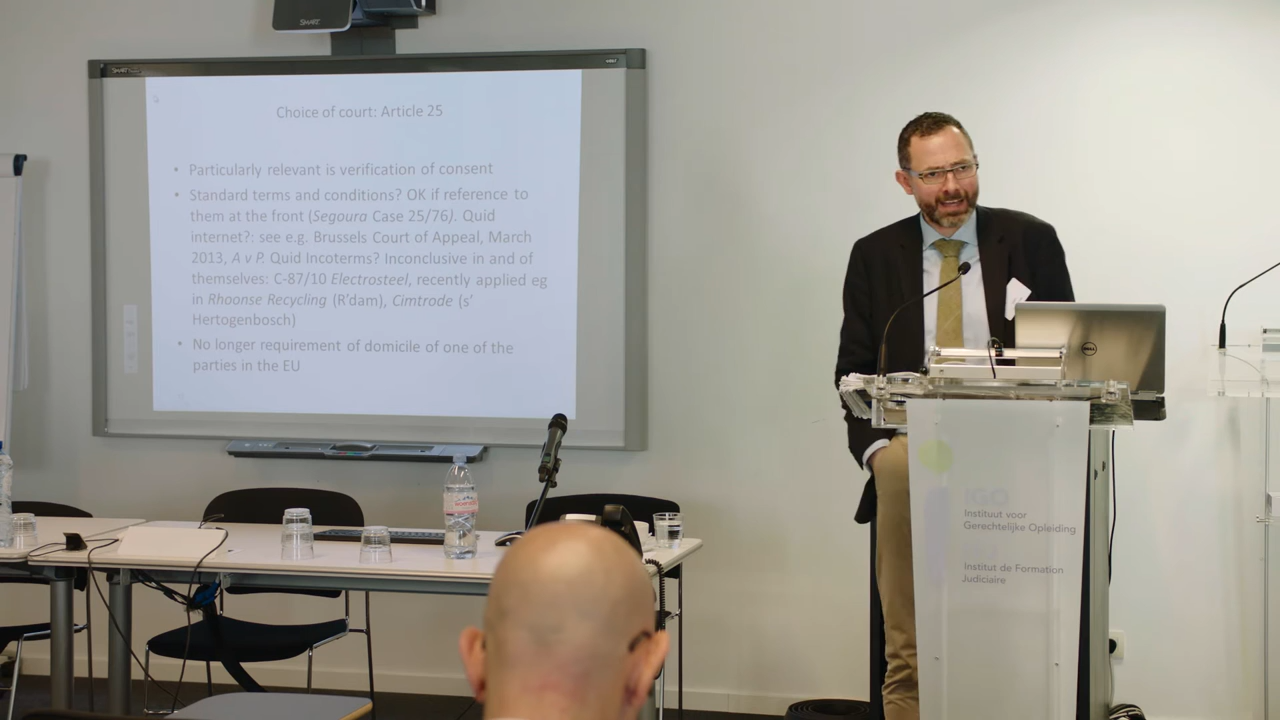 SMART
SMART
Choice of court: Article 25
• Particularly relevant is verification of consent
• Standard terms and conditions? OK if reference to
them at the front (Segoura Case 25/76). Quid
internet?: see e.g. Brussels Court of Appeal, March
2013, A v P. Quid Incoterms? Inconclusive in and of
themselves: C-87/10 Electrosteel, recently applied eg
in Rhoonse Recycling (R'dam), Cimtrode (s'
Hertogenbosch)
• No longer requirement of domicile of one of the
parties in the EU
DELL
IGO
Instituut voor
Gerechtelijke Opleiding
Institut de Formation
Judiciaire